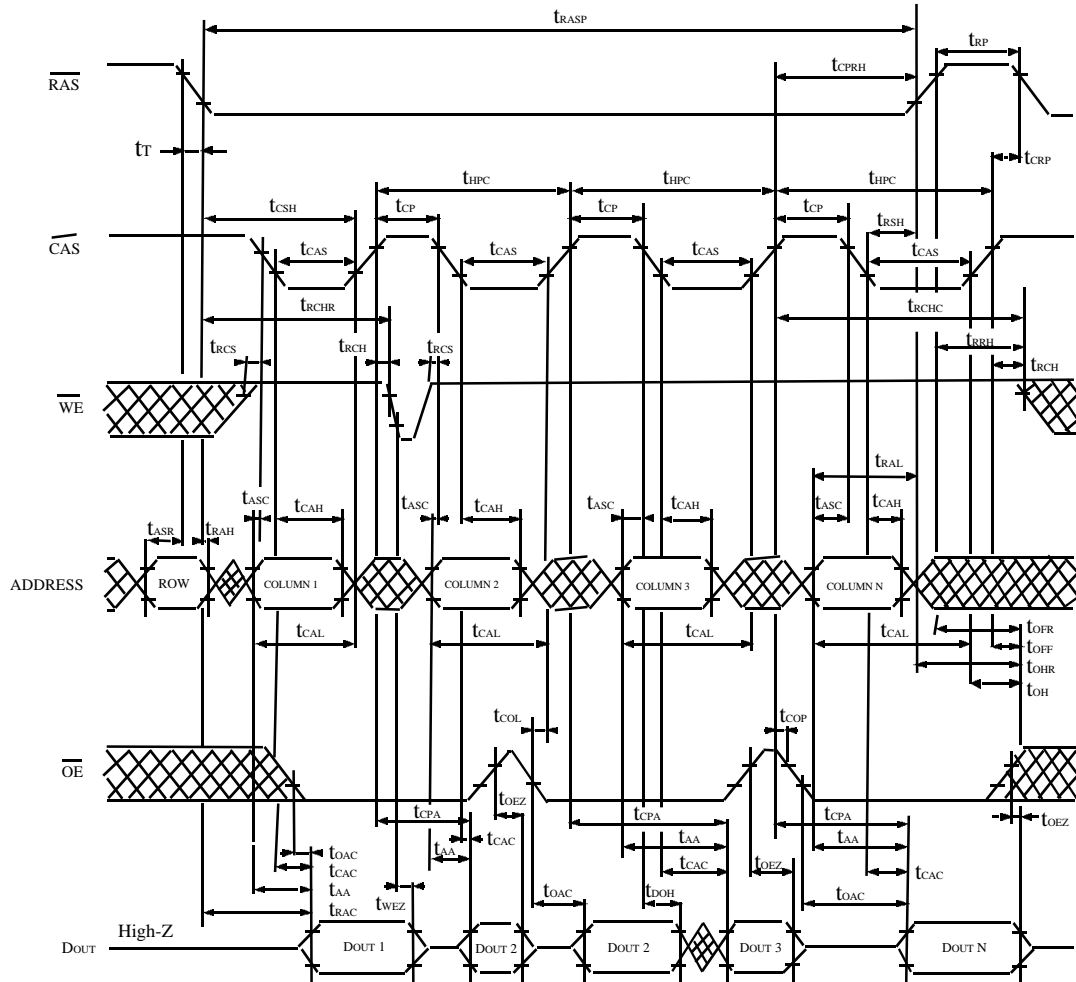 tRASP
tRP
tCPRH
RAS
tT
tCRP
tHPC
tHPC
tHPC
tCSH
tCP
tCP
tCP
tRSH
CAS
tCAS
tCAS
tCAS
tCAS
tRCHR
tRCHC
tRCS
tRCH
tRCS
tRRH
tRCH
WE
tRAL
tASC
tCAH
tASC
tCAH
tASC
tCAH
tASC
tCAH
tASR
tRAH
ADDRESS
ROW
COLUMN 1
COLUMN 2
COLUMN 3
COLUMN N
tCAL
tCAL
tCAL
tCAL
tOFR
tOFF
tOHR
tOH
tCOL
tCOP
OE
tOEZ
tCPA
tCPA
tCPA
tOEZ
tCAC
tAA
tAA
tAA
tOAC
tCAC
tAA
tRAC
tWEZ
tOAC
tCAC
tDOH
tOEZ
tCAC
tOAC
High-Z
DOUT
DOUT 1
DOUT 2
DOUT 2
DOUT 3
DOUT N